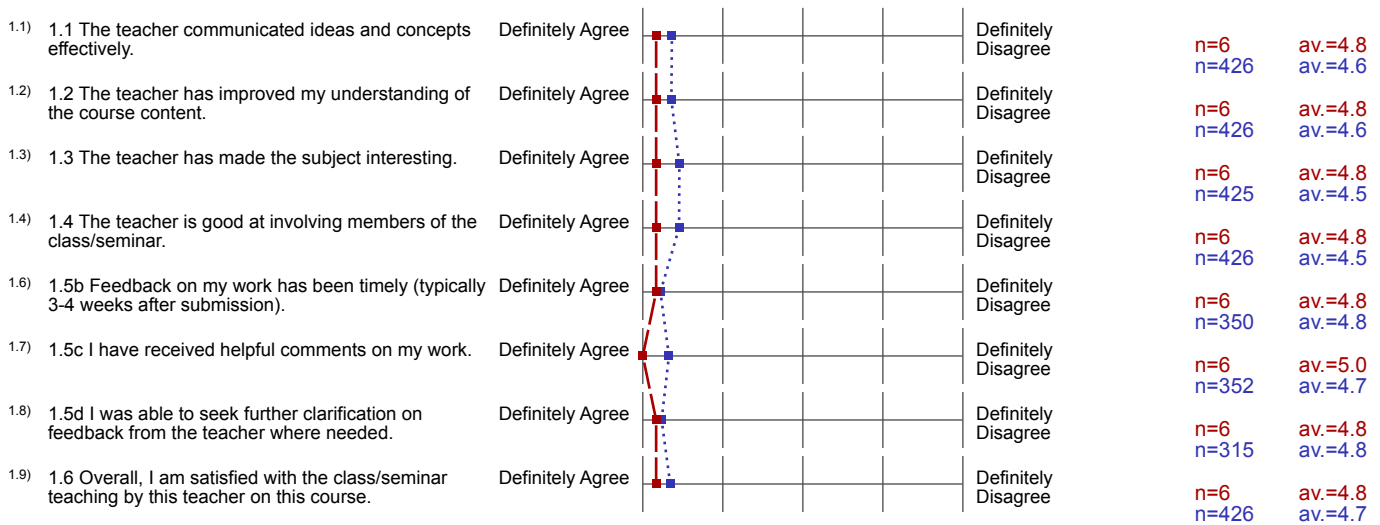 1.1) 1.1 The teacher communicated ideas and concepts Definitely Agree Definitely
effectively. Disagree n=6 av.=4.8
n=426 av.=4.6
1.2) 1.2 The teacher has improved my understanding of Definitely Agree Definitely
the course content. Disagree n=6 av.=4.8
n=426 av.=4.6
1.3) 1.3 The teacher has made the subject interesting. Definitely Agree Definitely
Disagree n=6 av.=4.8
n=425 av.=4.5
1.4) 1.4 The teacher is good at involving members of the Definitely Agree Definitely
class/seminar. Disagree n=6 av.=4.8
n=426 av.=4.5
1.6) 1.5b Feedback on my work has been timely (typically Definitely Agree Definitely
3-4 weeks after submission). Disagree n=6 av.=4.8
n=350 av.=4.8
1.7) 1.5c I have received helpful comments on my work. Definitely Agree Definitely
Disagree n=6 av.=5.0
n=352 av.=4.7
1.8) 1.5d I was able to seek further clarification on Definitely Agree Definitely
feedback from the teacher where needed. Disagree n=6 av.=4.8
n=315 av.=4.8
1.9) 1.6 Overall, I am satisfied with the class/seminar Definitely Agree Definitely
teaching by this teacher on this course. Disagree n=6 av.=4.8
n=426 av.=4.7